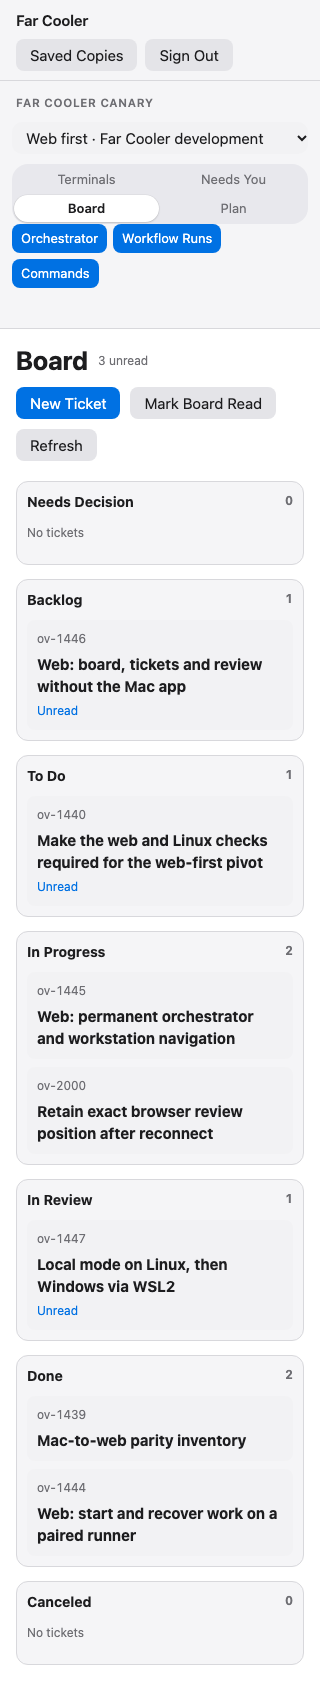 Far Cooler
Saved Copies
Sign Out
FAR COOLER CANARY
Web first · Far Cooler development
Terminals
Needs You
Board
Plan
Orchestrator
Workflow Runs
Commands
Board
3 unread
New Ticket
Mark Board Read
Refresh
Needs Decision
0
No tickets
Backlog
1
ov-1446
Web: board, tickets and review
without the Mac app
Unread
To Do
1
ov-1440
Make the web and Linux checks
required for the web-first pivot
Unread
In Progress
2
ov-1445
Web: permanent orchestrator
and workstation navigation
ov-2000
Retain exact browser review
position after reconnect
In Review
1
ov-1447
Local mode on Linux, then
Windows via WSL2
Unread
Done
2
ov-1439
Mac-to-web parity inventory
ov-1444
Web: start and recover work on a
paired runner
Canceled
0
No tickets